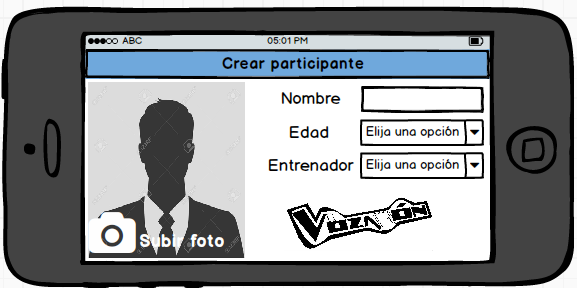 ABC 05:01 PM
Crear participante
Nombre
Edad Elija una opción
Entrenador Elija una opción
Subir foto